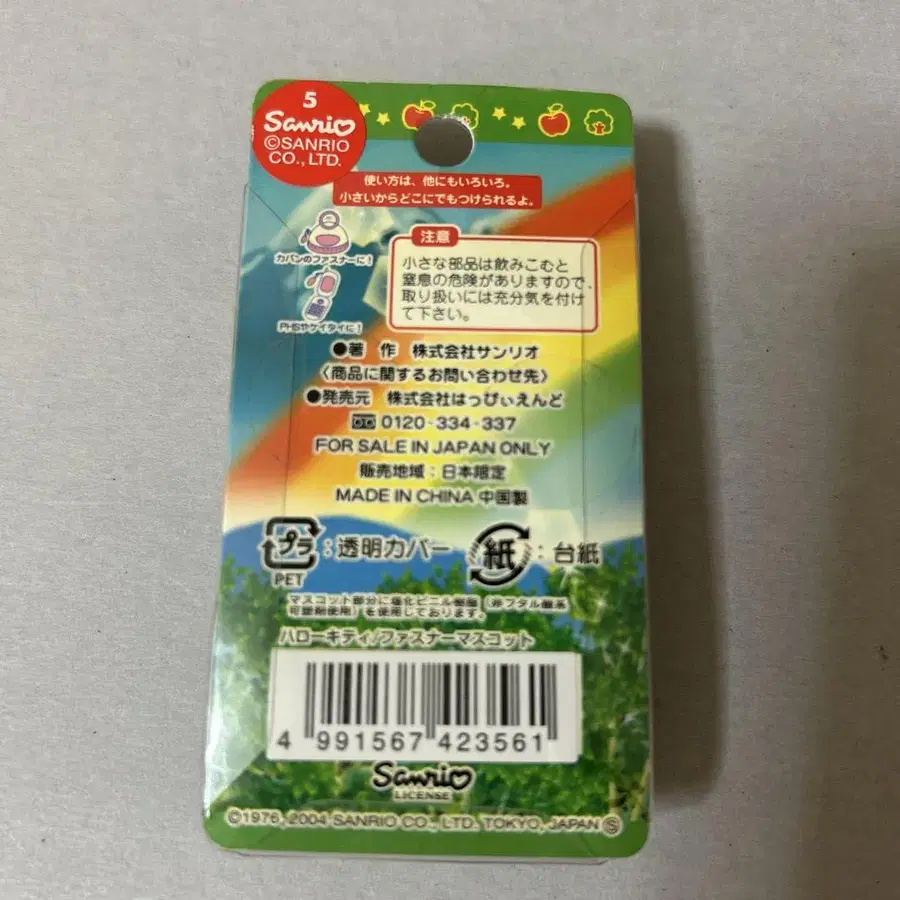 5
Sanrio
©SANRIO
CO., LTD.
使い方は、他にもいろいろ。
小さいからどこにでもつけられるよ。
カバンのファスナーに!
PHSやケイタイに!
注意
小さな部品は飲みこむと
窒息の危険がありますので、
取り扱いには充分気を付け
て下さい。
●著 作 株式会社サンリオ
〈商品に関するお問い合わせ先〉
●発売元 株式会社はっぴぃえんど
0120-334-337
FOR SALE IN JAPAN ONLY
販売地域:日本限定
MADE IN CHINA 中国製
プラ:透明カバー 紙:台紙
PET
*マスコット部分に塩化ビニル樹脂(非フタル酸系
可塑剤使用)を使用しております。
ハローキティ/ファスナーマスコット
4 991567 423561
Sanrio
LICENSE
©1976, 2004 SANRIO CO., LTD. TOKYO, JAPAN Ⓢ